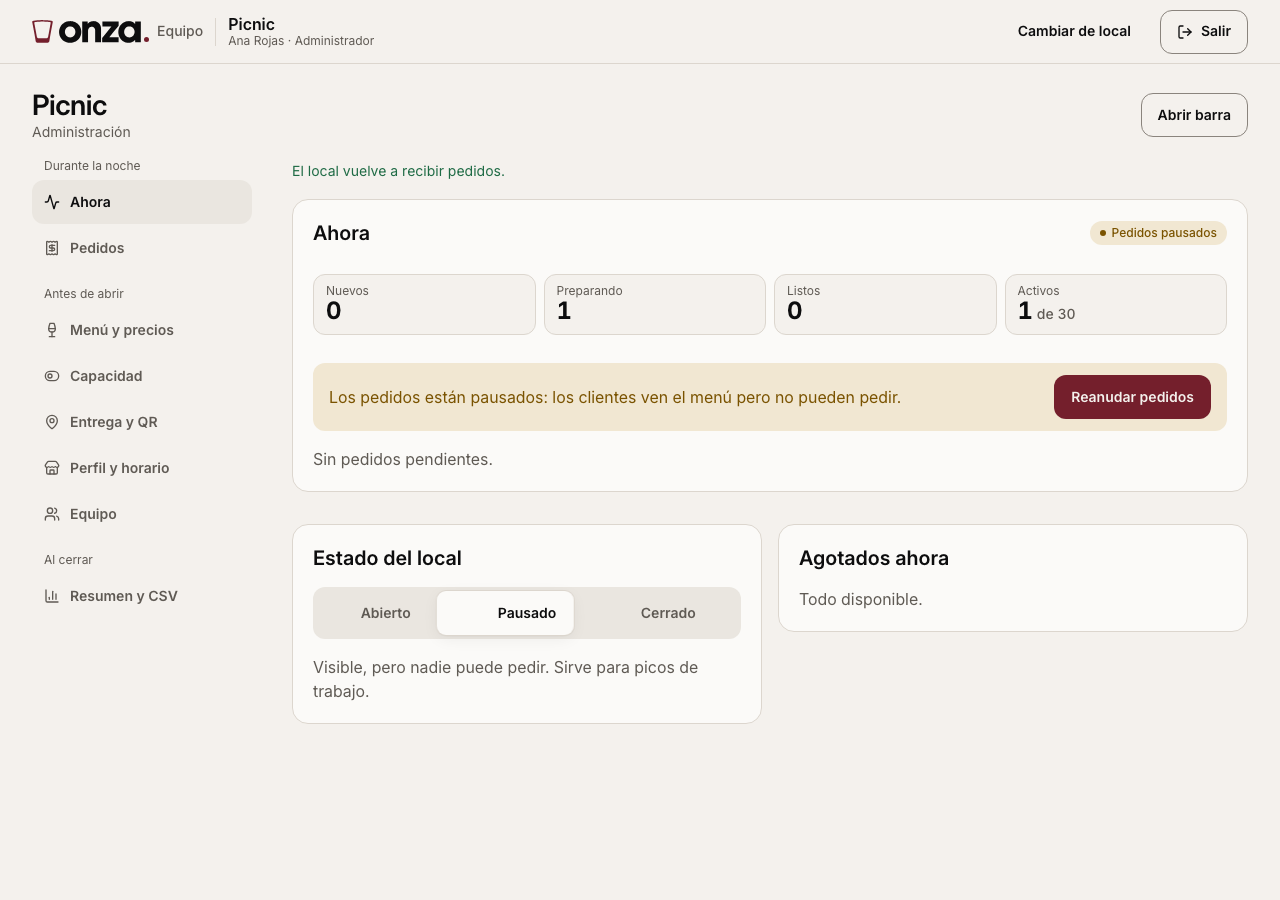 onza. Equipo
Picnic
Ana Rojas · Administrador
Cambiar de local
Salir
Picnic
Administración
Abrir barra
Durante la noche
Ahora
Pedidos
Antes de abrir
Menú y precios
Capacidad
Entrega y QR
Perfil y horario
Equipo
Al cerrar
Resumen y CSV
El local vuelve a recibir pedidos.
Ahora
Pedidos pausados
Nuevos
0
Preparando
1
Listos
0
Activos
1 de 30
Los pedidos están pausados: los clientes ven el menú pero no pueden pedir.
Reanudar pedidos
Sin pedidos pendientes.
Estado del local
Abierto
Pausado
Cerrado
Visible, pero nadie puede pedir. Sirve para picos de
trabajo.
Agotados ahora
Todo disponible.